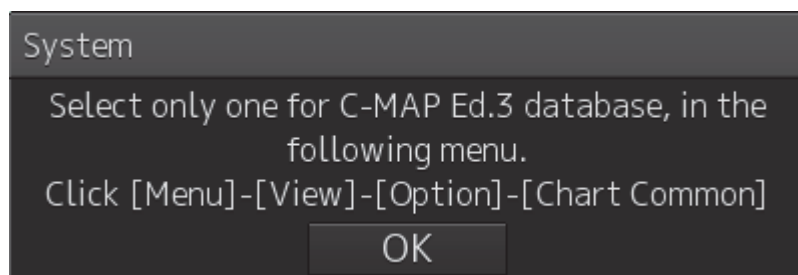 System
Select only one for C-MAP Ed.3 database, in the
following menu.
Click [Menu]-[View]-[Option]-[Chart Common]
OK